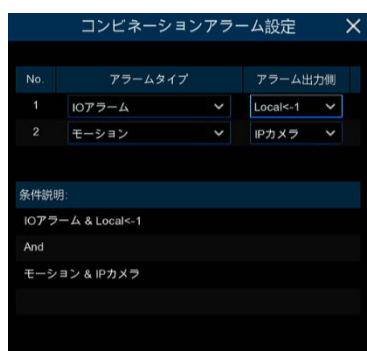 コンビネーションアラーム設定
No. アラームタイプ アラーム出力側
1 IOアラーム Local<-1
2 モーション IPカメラ
条件説明:
IOアラーム & Local<-1
And
モーション & IPカメラ